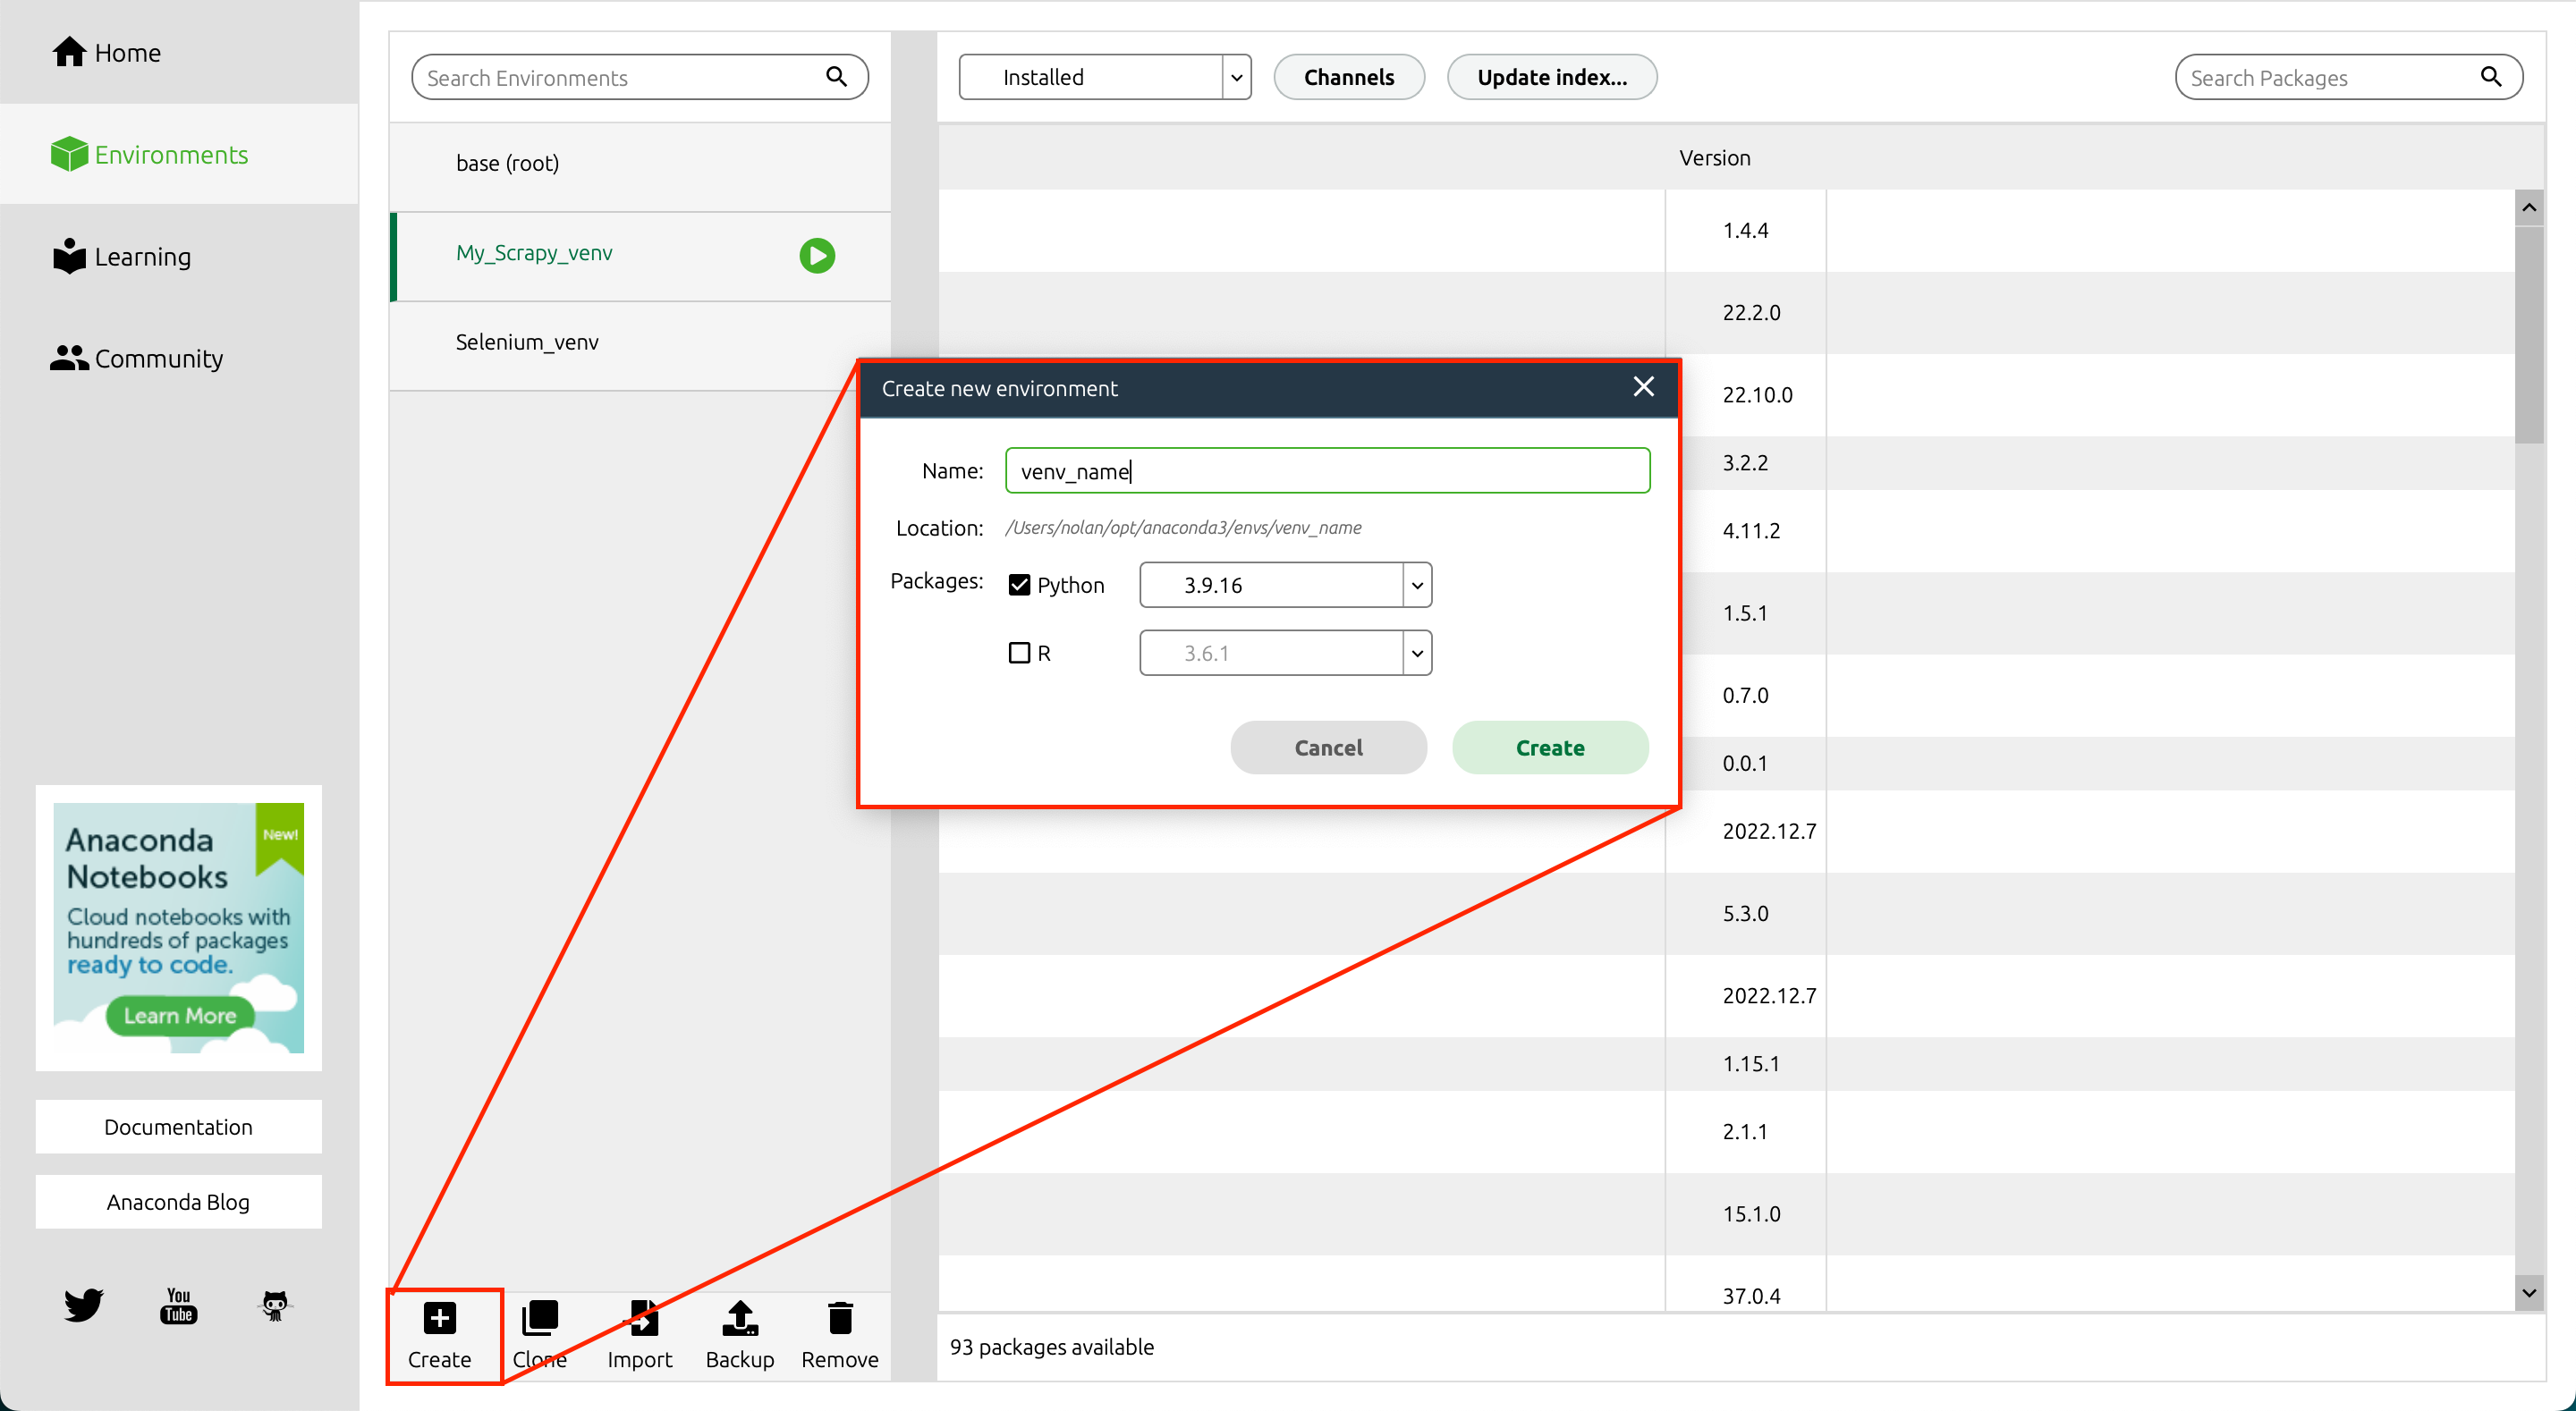 Home
Environments
Learning
Community
Anaconda
Notebooks
New!
Cloud notebooks with
hundreds of packages
ready to code.
Learn More
Documentation
Anaconda Blog
You
Tube
Search Environments
base (root)
My_Scrapy_venv
Selenium_venv
Create
Clone
Import
Backup
Remove
Installed
Channels
Update index...
Search Packages
Version
1.4.4
22.2.0
22.10.0
3.2.2
4.11.2
1.5.1
0.7.0
0.0.1
2022.12.7
5.3.0
2022.12.7
1.15.1
2.1.1
15.1.0
37.0.4
93 packages available
Create new environment
Name: venv_name
Location: /Users/nolan/opt/anaconda3/envs/venv_name
Packages: Python 3.9.16
R 3.6.1
Cancel Create